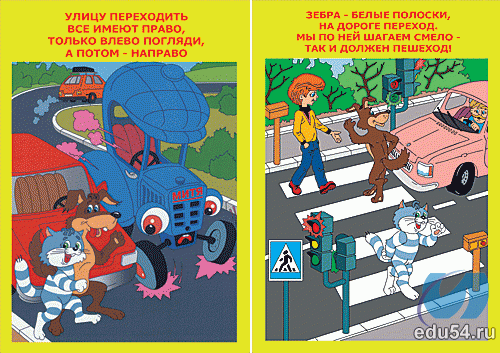 УЛИЦУ ПЕРЕХОДИТЬ
ВСЕ ИМЕЮТ ПРАВО,
ТОЛЬКО ВЛЕВО ПОГЛЯДИ,
А ПОТОМ - НАПРАВО
ЗЕБРА - БЕЛЫЕ ПОЛОСКИ,
НА ДОРОГЕ ПЕРЕХОД.
МЫ ПО НЕЙ ШАГАЕМ СМЕЛО -
ТАК И ДОЛЖЕН ПЕШЕХОД!
edu54.ru